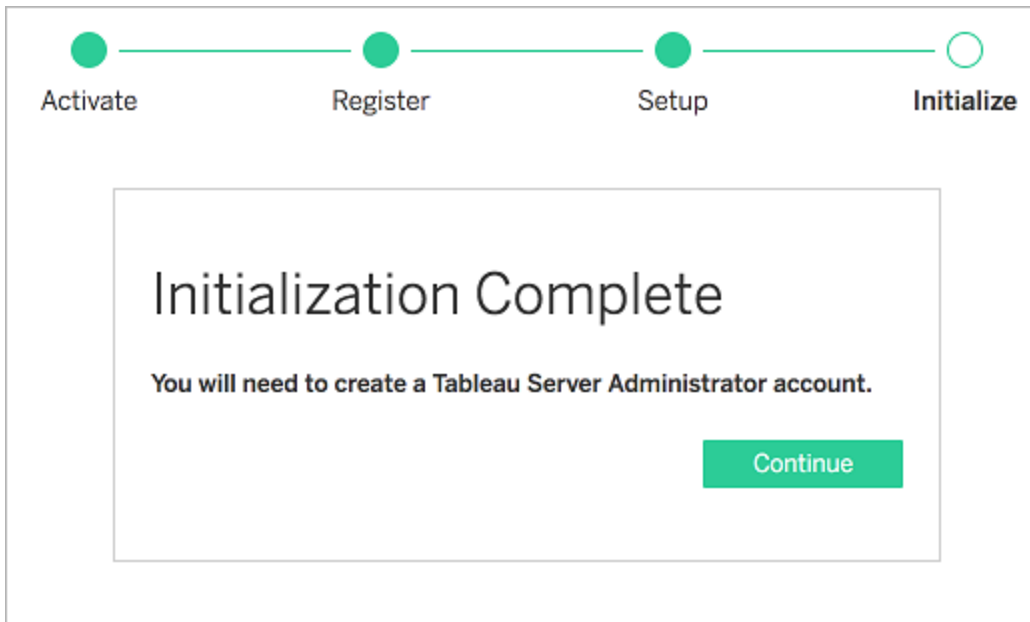 Activate Register Setup Initialize
Initialization Complete
You will need to create a Tableau Server Administrator account.
Continue